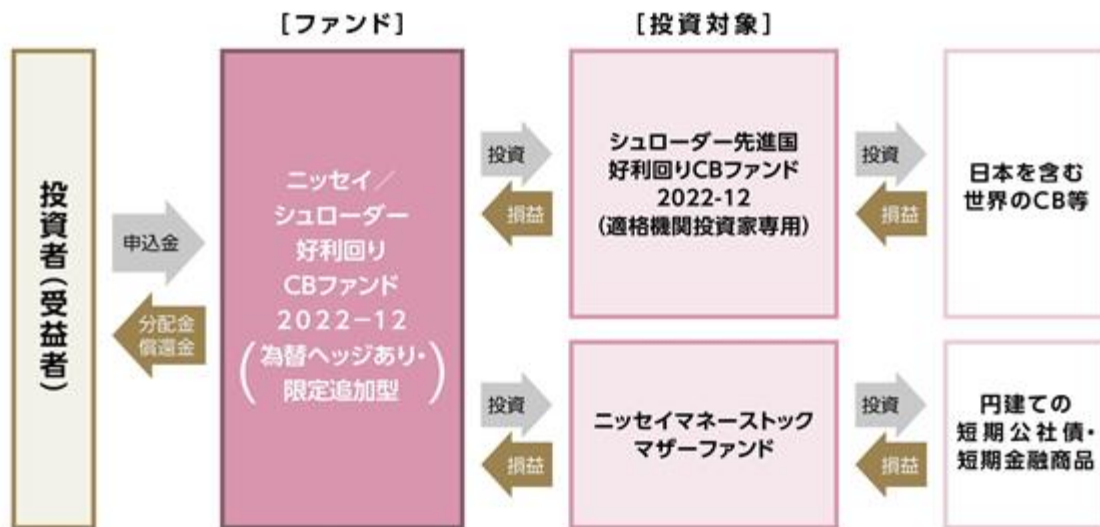 [ファンド]
[投資対象]
投資者(受益者)
申込金
分配金
償還金
ニッセイ／
シュローダー
好利回り
CBファンド
2022−12
(為替ヘッジあり・
限定追加型)
投資
損益
シュローダー先進国
好利回りCBファンド
2022-12
(適格機関投資家専用)
投資
損益
日本を含む
世界のCB等
投資
損益
ニッセイマネーストック
マザーファンド
投資
損益
円建ての
短期公社債・
短期金融商品